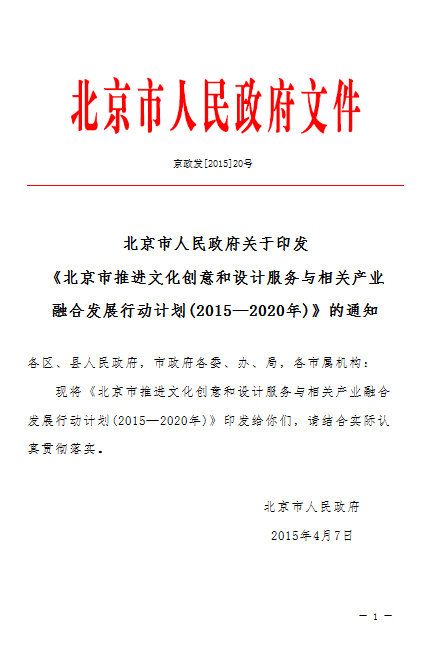 北京市人民政府文件
京政发[2015]20号
北京市人民政府关于印发
《北京市推进文化创意和设计服务与相关产业
融合发展行动计划(2015—2020年)》的通知
各区、县人民政府，市政府各委、办、局，各市属机构：
现将《北京市推进文化创意和设计服务与相关产业融合
发展行动计划(2015—2020年)》印发给你们，请结合实际认
真贯彻落实。
北京市人民政府
2015年4月7日
— 1 —